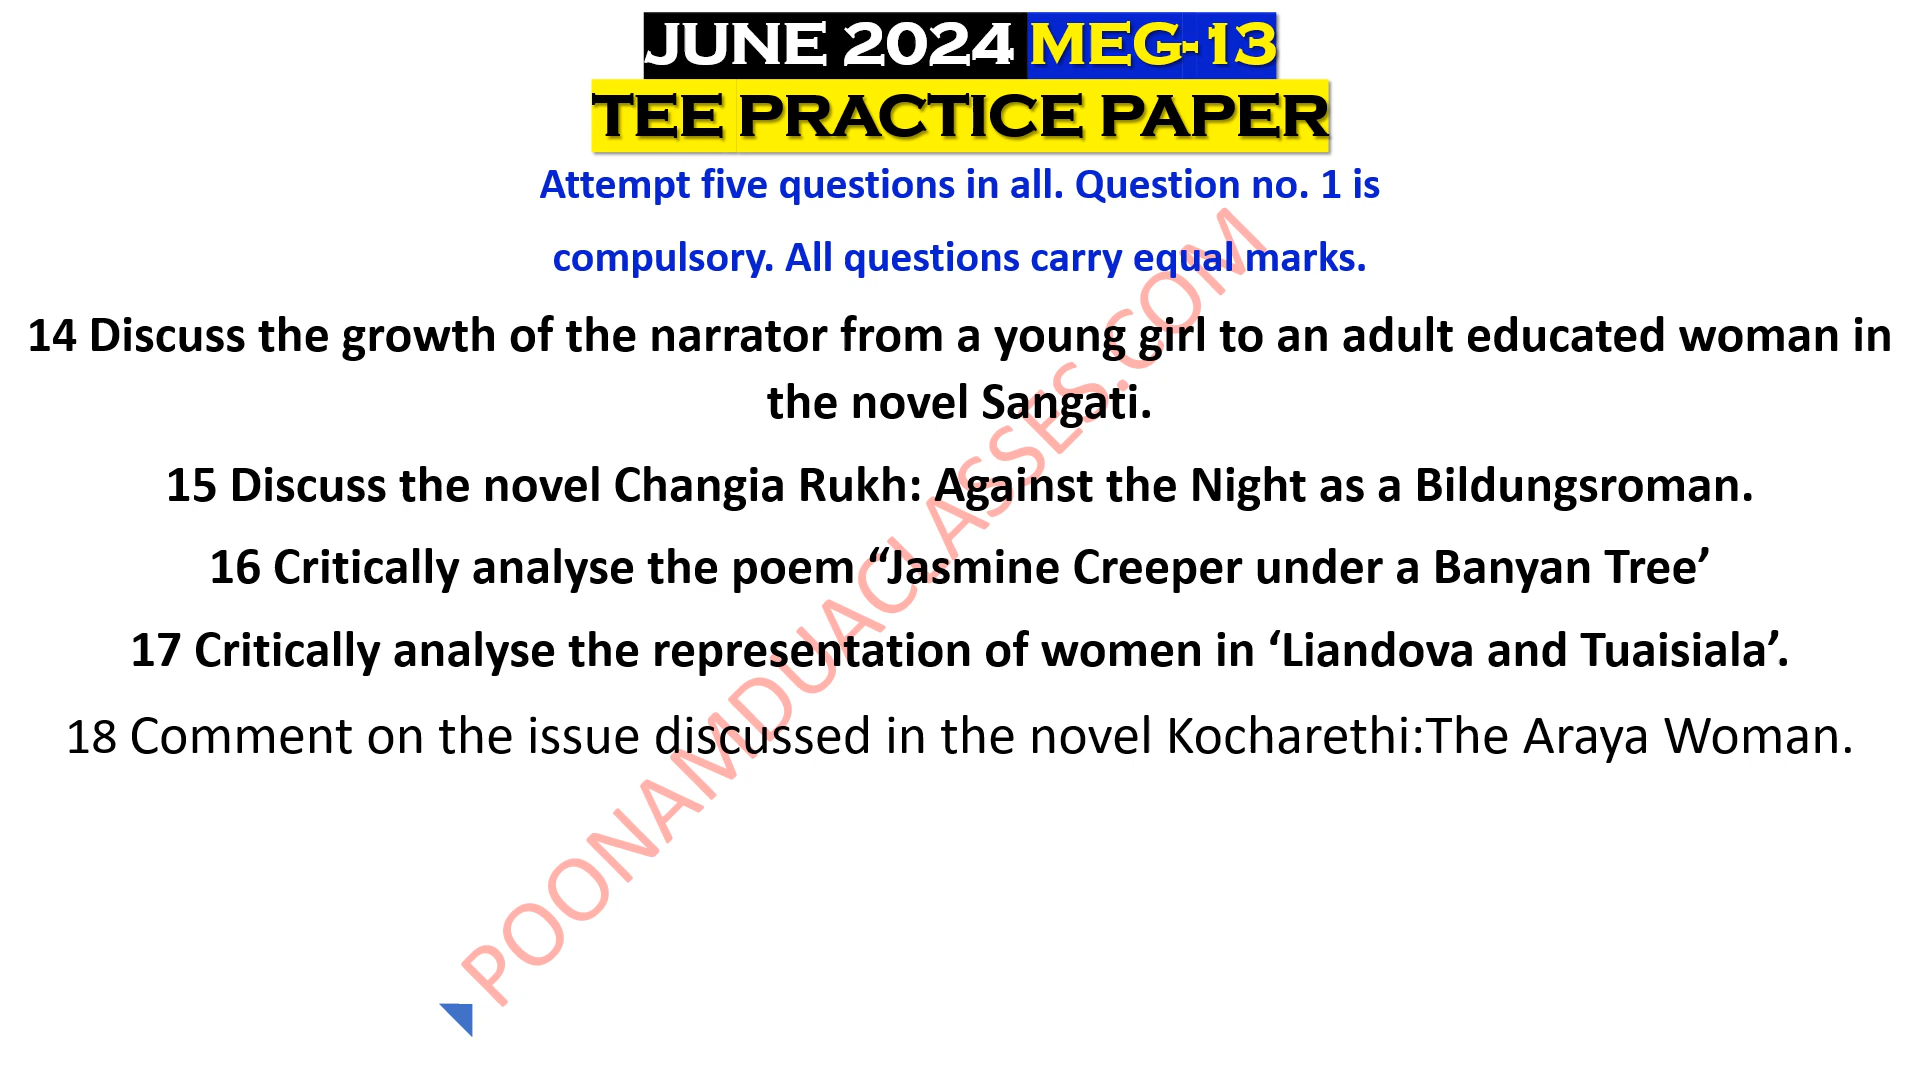 JUNE 2024 MEG-13
TEE PRACTICE PAPER
Attempt five questions in all. Question no. 1 is
compulsory. All questions carry equal marks.
14 Discuss the growth of the narrator from a young girl to an adult educated woman in
the novel Sangati.
15 Discuss the novel Changia Rukh: Against the Night as a Bildungsroman.
16 Critically analyse the poem “Jasmine Creeper under a Banyan Tree’
17 Critically analyse the representation of women in ‘Liandova and Tuaisiala’.
18 Comment on the issue discussed in the novel Kocharethi:The Araya Woman.
POONAMDUACLASSES.COM